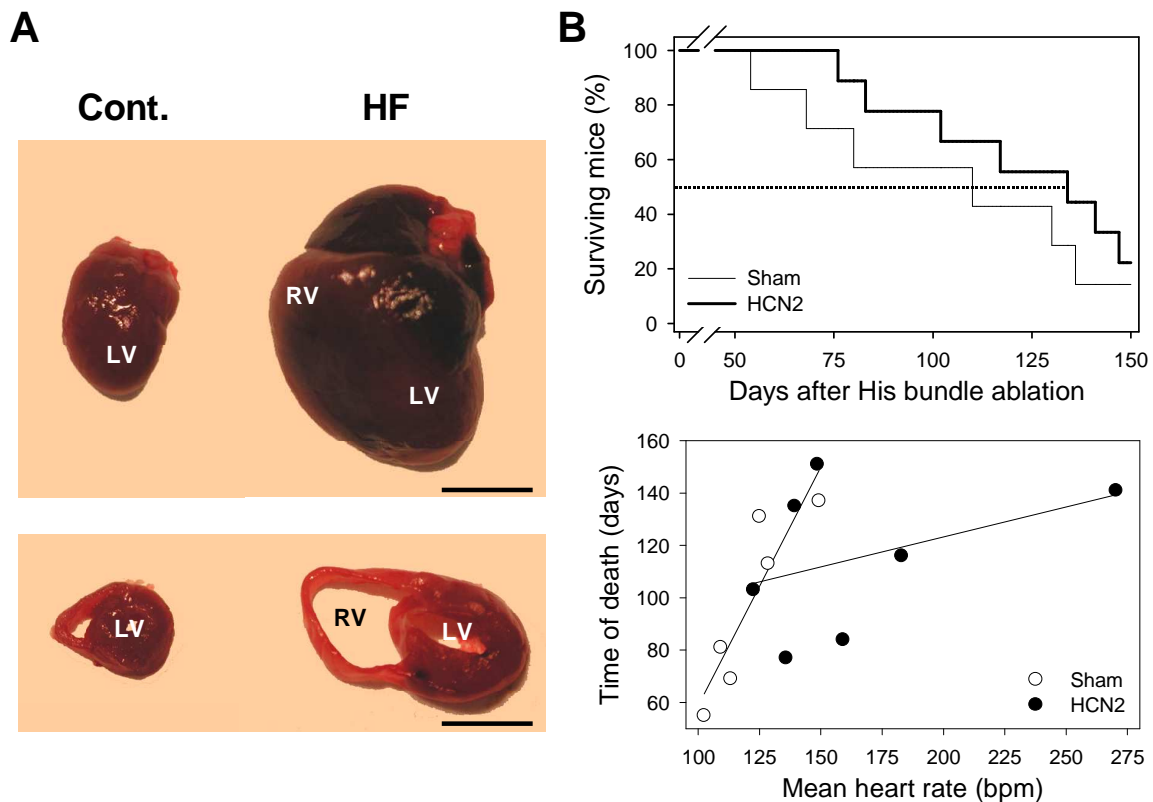 A
Cont.
HF
LV
RV
LV
LV
RV
LV
B
Surviving mice (%)
100
80
60
40
20
0
Sham
HCN2
0
50
75
100
125
150
Days after His bundle ablation
Time of death (days)
160
140
120
100
80
60
Sham
HCN2
100
125
150
175
200
225
250
275
Mean heart rate (bpm)